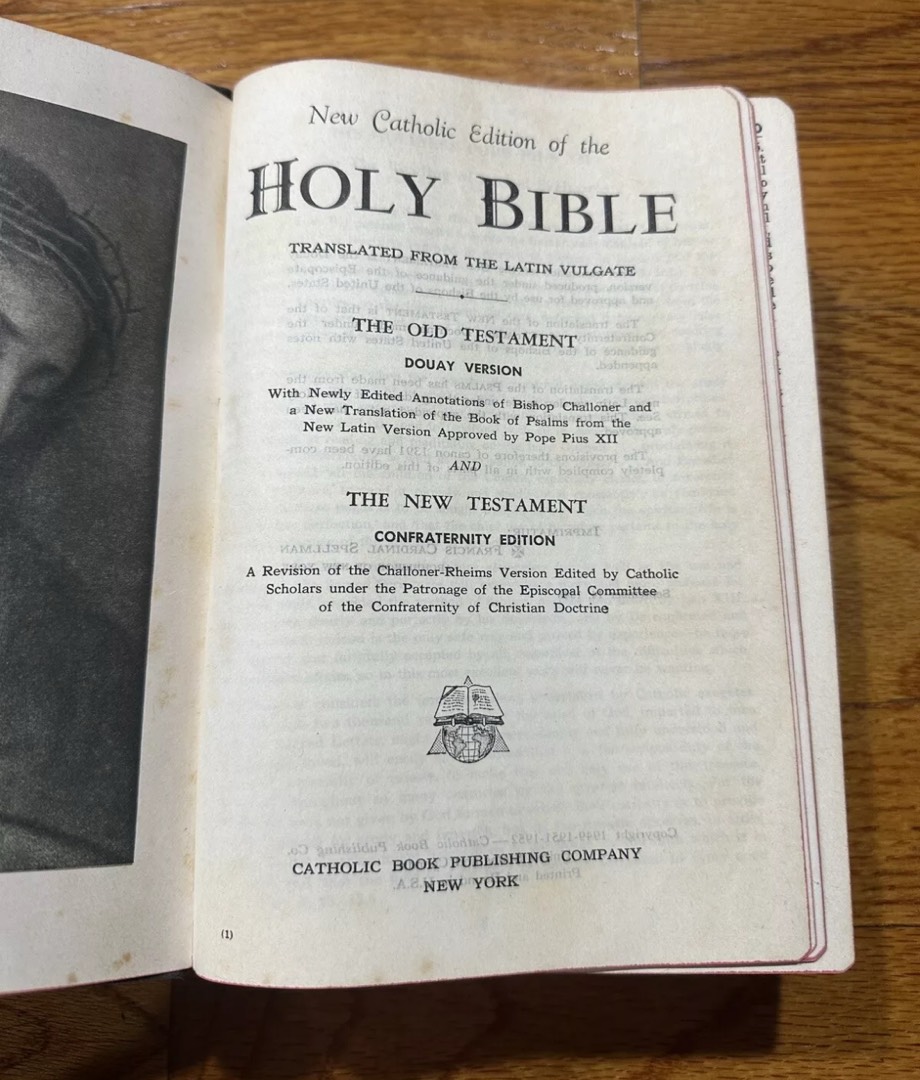 New Catholic Edition of the
HOLY BIBLE
TRANSLATED FROM THE LATIN VULGATE
THE OLD TESTAMENT
DOUAY VERSION
With Newly Edited Annotations of Bishop Challoner and
a New Translation of the Book of Psalms from the
New Latin Version Approved by Pope Pius XII
AND
THE NEW TESTAMENT
CONFRATERNITY EDITION
A Revision of the Challoner-Rheims Version Edited by Catholic
Scholars under the Patronage of the Episcopal Committee
of the Confraternity of Christian Doctrine
CATHOLIC BOOK PUBLISHING COMPANY
NEW YORK
(1)